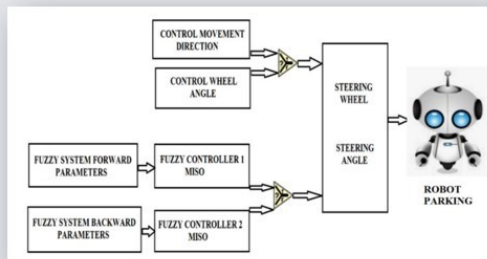 CONTROL MOVEMENT
DIRECTION
CONTROL WHEEL
ANGLE
STEERING
WHEEL
STEERING
ANGLE
FUZZY SYSTEM FORWARD
PARAMETERS
FUZZY CONTROLLER 1
MISO
FUZZY SYSTEM BACKWARD
PARAMETERS
FUZZY CONTROLLER 2
MISO
ROBOT
PARKING